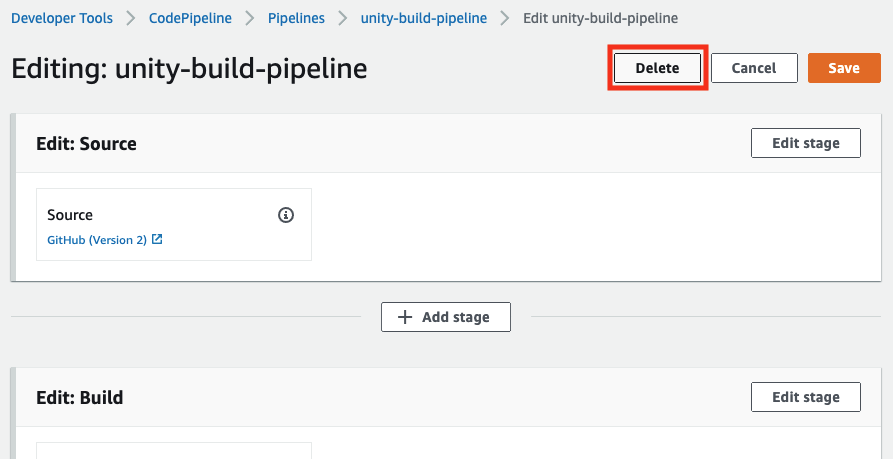 Developer Tools > CodePipeline > Pipelines > unity-build-pipeline > Edit unity-build-pipeline
Editing: unity-build-pipeline
Delete Cancel Save
Edit: Source Edit stage
Source
GitHub (Version 2)
+ Add stage
Edit: Build Edit stage